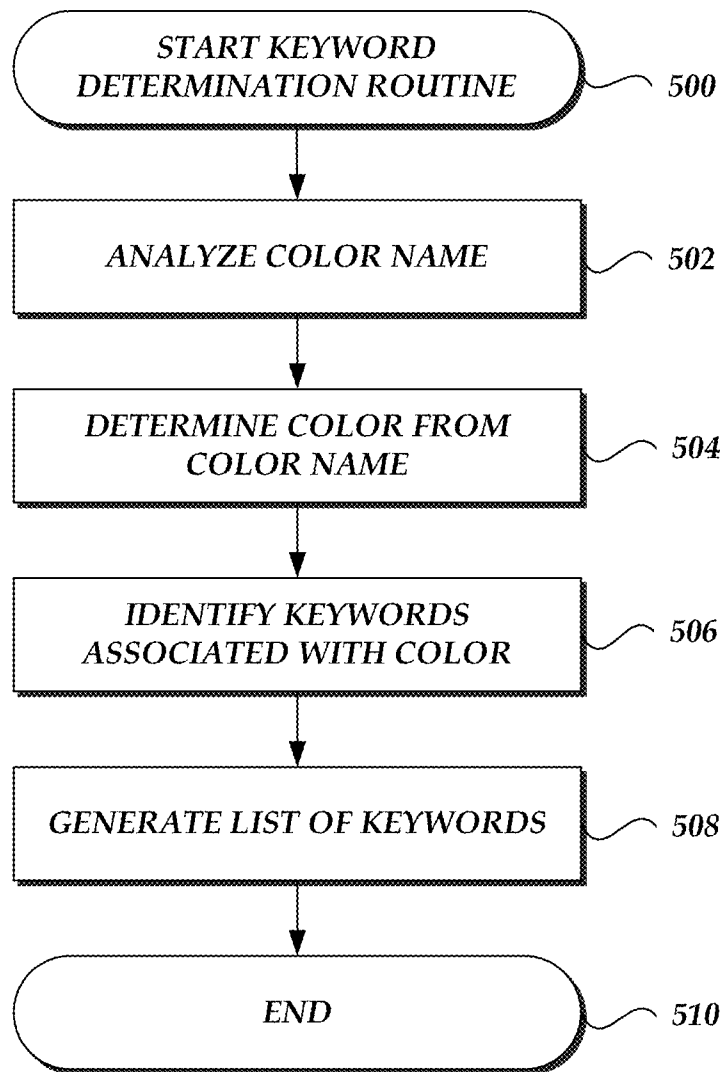 START KEYWORD
DETERMINATION ROUTINE
500
ANALYZE COLOR NAME
502
DETERMINE COLOR FROM
COLOR NAME
504
IDENTIFY KEYWORDS
ASSOCIATED WITH COLOR
506
GENERATE LIST OF KEYWORDS
508
END
510